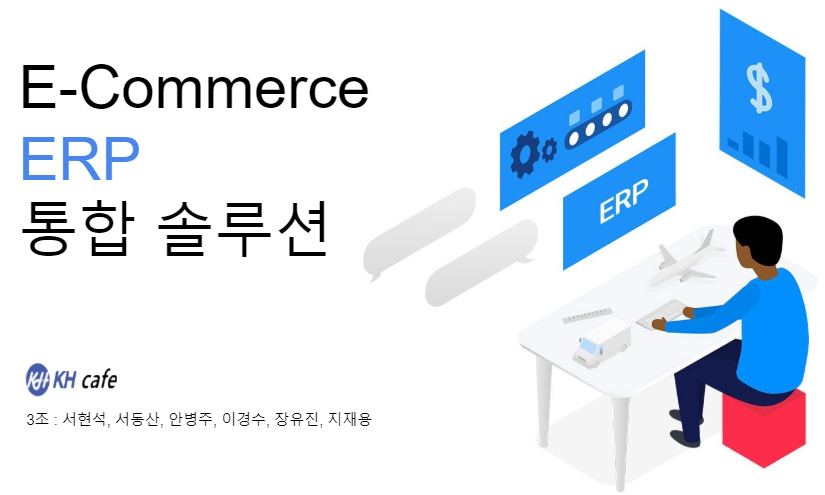 E-Commerce
ERP
통합 솔루션
ERP
$
KH KH cafe
3조 : 서현석, 서동산, 안병주, 이경수, 장유진, 지재용